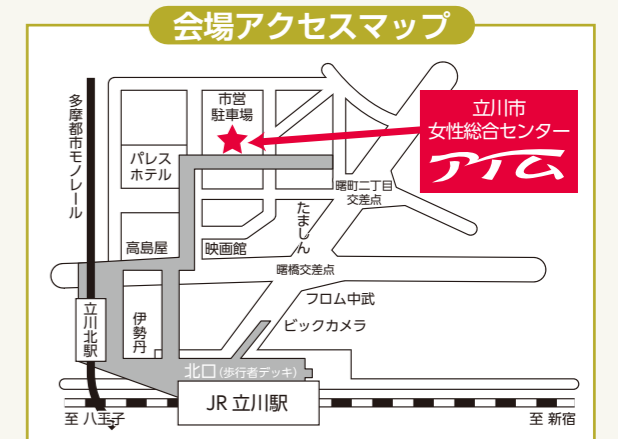 会場アクセスマップ
多摩都市モノレール
市営
駐車場
立川市
女性総合センター
アイム
パレス
ホテル
曙町二丁目
交差点
たましん
高島屋
映画館
曙橋交差点
フロム中武
ビックカメラ
立川北駅
伊勢丹
北口(歩行者デッキ)
JR 立川駅
至 八王子
至 新宿